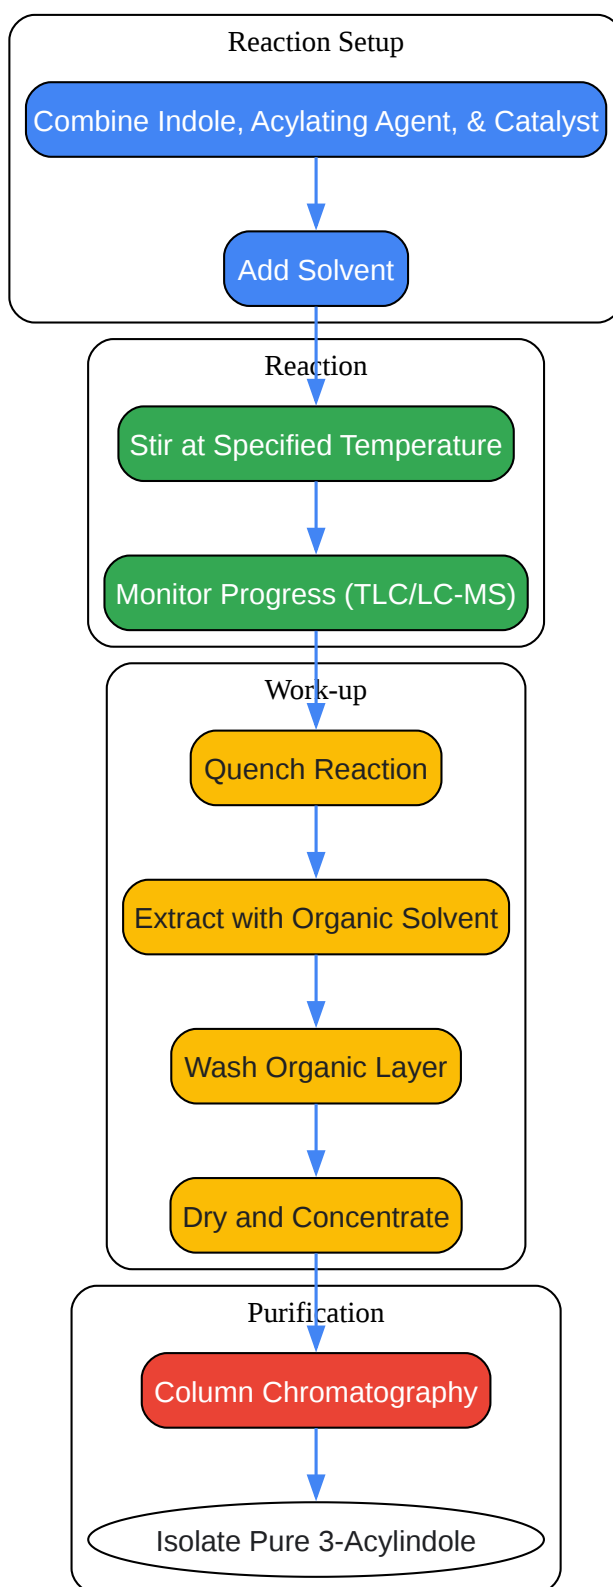 Reaction Setup
Combine Indole, Acylating Agent, & Catalyst
Add Solvent
Reaction
Stir at Specified Temperature
Monitor Progress (TLC/LC-MS)
Work-up
Quench Reaction
Extract with Organic Solvent
Wash Organic Layer
Dry and Concentrate
Purification
Column Chromatography
Isolate Pure 3-Acylindole